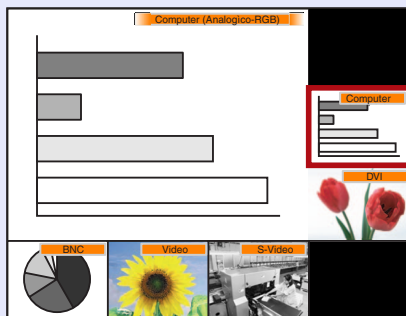 Computer (Analogico-RGB)
Computer
DVI
BNC
Video
S-Video